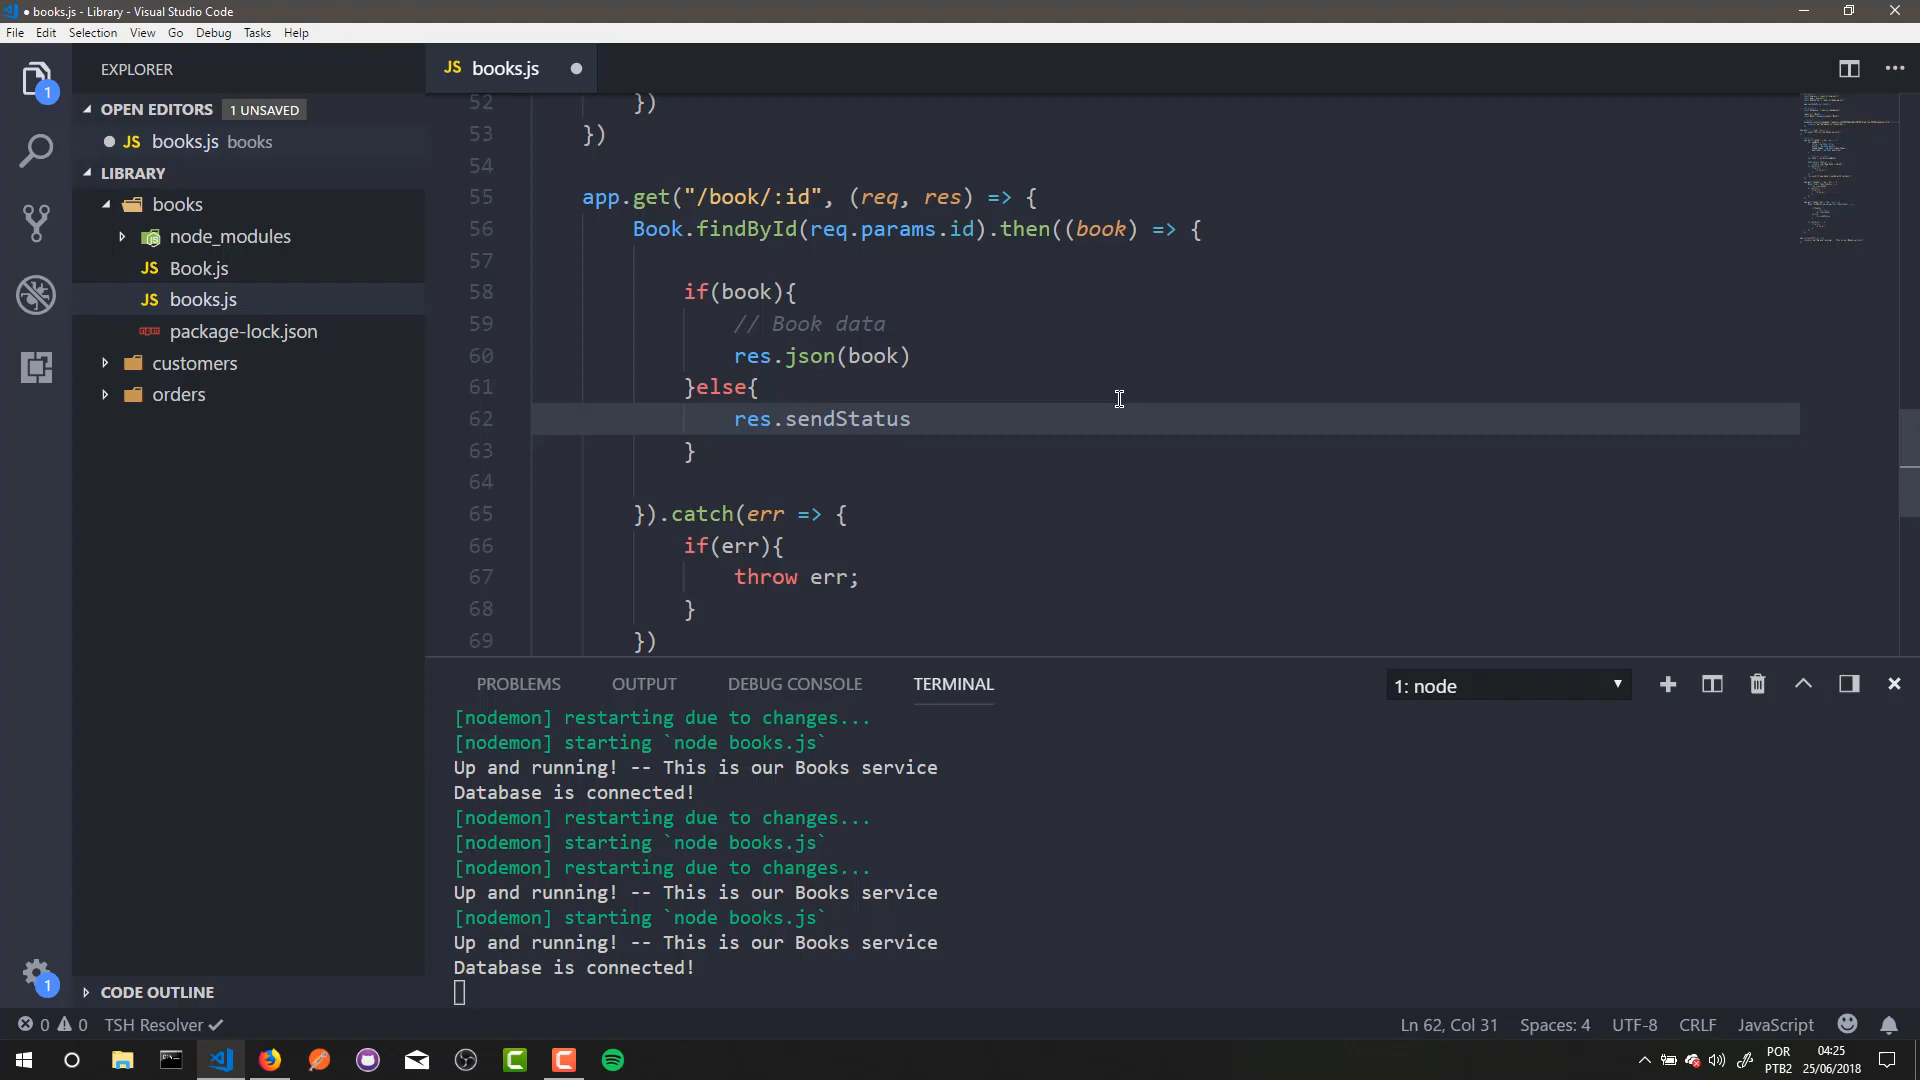 ● books.js - Library - Visual Studio Code
File Edit Selection View Go Debug Tasks Help
EXPLORER
OPEN EDITORS 1 UNSAVED
JS books.js books
LIBRARY
books
node_modules
JS Book.js
JS books.js
npm package-lock.json
customers
orders
CODE OUTLINE
1
1
JS books.js
52 })
53 })
54
55 app.get("/book/:id", (req, res) => {
56 Book.findById(req.params.id).then((book) => {
57
58 if(book){
59 // Book data
60 res.json(book)
61 }else{
62 res.sendStatus
63 }
64
65 }).catch(err => {
66 if(err){
67 throw err;
68 }
69 })
PROBLEMS OUTPUT DEBUG CONSOLE TERMINAL 1: node
[nodemon] restarting due to changes...
[nodemon] starting `node books.js`
Up and running! -- This is our Books service
Database is connected!
[nodemon] restarting due to changes...
[nodemon] starting `node books.js`
[nodemon] restarting due to changes...
Up and running! -- This is our Books service
[nodemon] starting `node books.js`
Up and running! -- This is our Books service
Database is connected!
0 0 TSH Resolver Ln 62, Col 31 Spaces: 4 UTF-8 CRLF JavaScript
POR 04:25
PTB2 25/06/2018